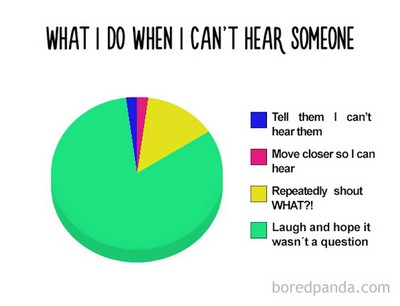 WHAT I DO WHEN I CAN'T HEAR SOMEONE
Tell them I can't
hear them
Move closer so I can
hear
Repeatedly shout
WHAT?!
Laugh and hope it
wasn´t a question
boredpanda.com